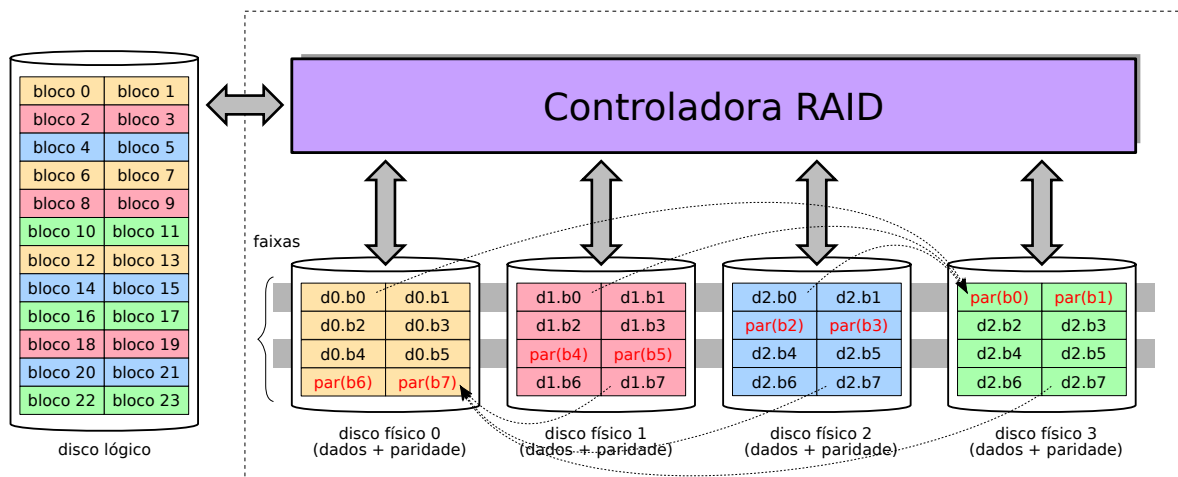 Controladora RAID
bloco 0 bloco 1
bloco 2 bloco 3
bloco 4 bloco 5
bloco 6 bloco 7
bloco 8 bloco 9
bloco 10 bloco 11
bloco 12 bloco 13
bloco 14 bloco 15
bloco 16 bloco 17
bloco 18 bloco 19
bloco 20 bloco 21
bloco 22 bloco 23
disco lógico
faixas
d0.b0 d0.b1
d0.b2 d0.b3
d0.b4 d0.b5
par(b6) par(b7)
disco físico 0
(dados + paridade)
d1.b0 d1.b1
d1.b2 d1.b3
par(b4) par(b5)
d1.b6 d1.b7
disco físico 1
(dados + paridade)
d2.b0 d2.b1
par(b2) par(b3)
d2.b4 d2.b5
d2.b6 d2.b7
disco físico 2
(dados + paridade)
par(b0) par(b1)
d2.b2 d2.b3
d2.b4 d2.b5
d2.b6 d2.b7
disco físico 3
(dados + paridade)